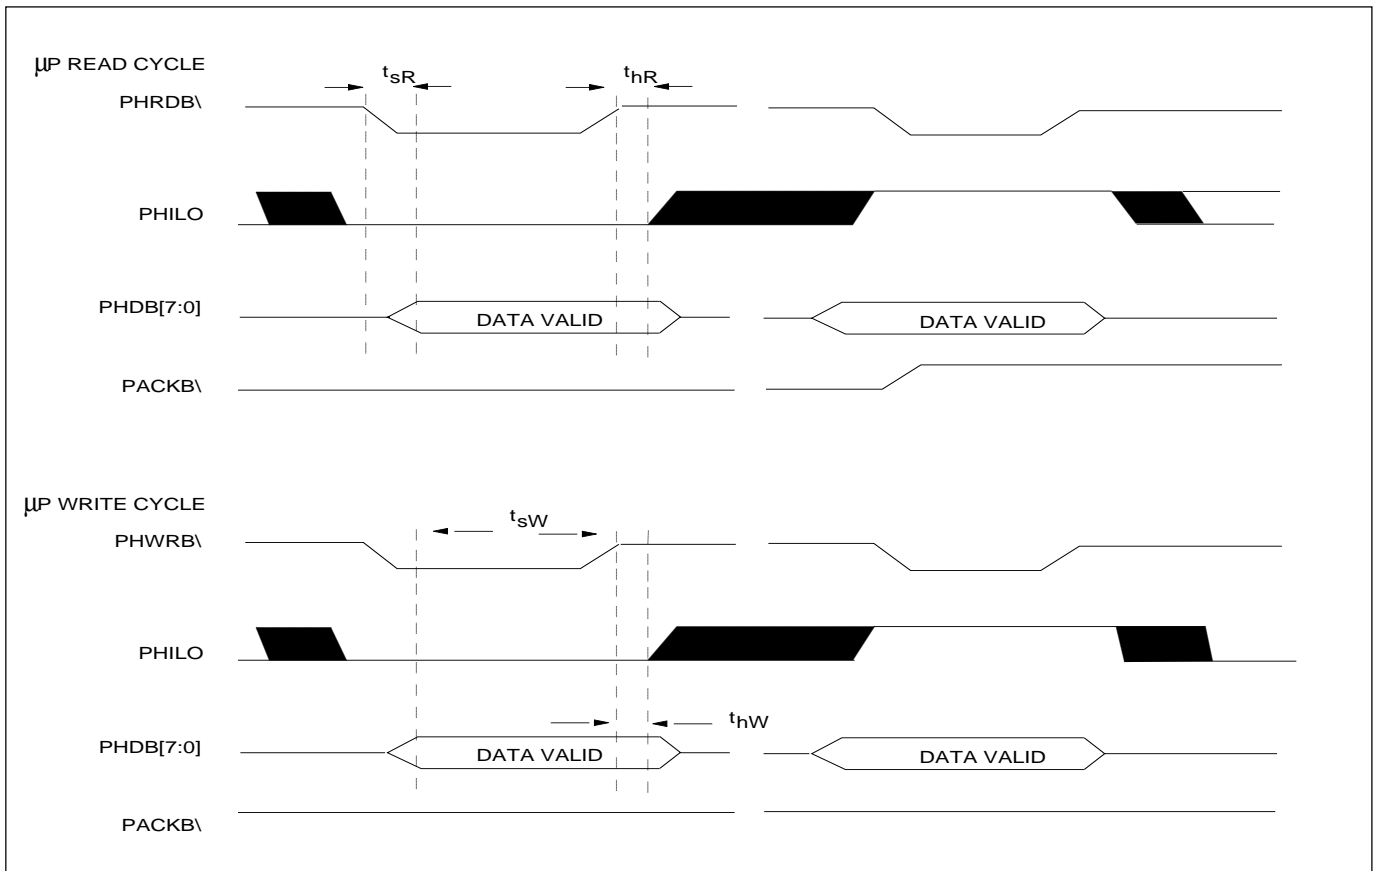 µP READ CYCLE
tsR
thR
PHRDB\
PHILO
PHDB[7:0]
DATA VALID
DATA VALID
PACKB\
µP WRITE CYCLE
tsW
PHWRB\
PHILO
thW
PHDB[7:0]
DATA VALID
DATA VALID
PACKB\